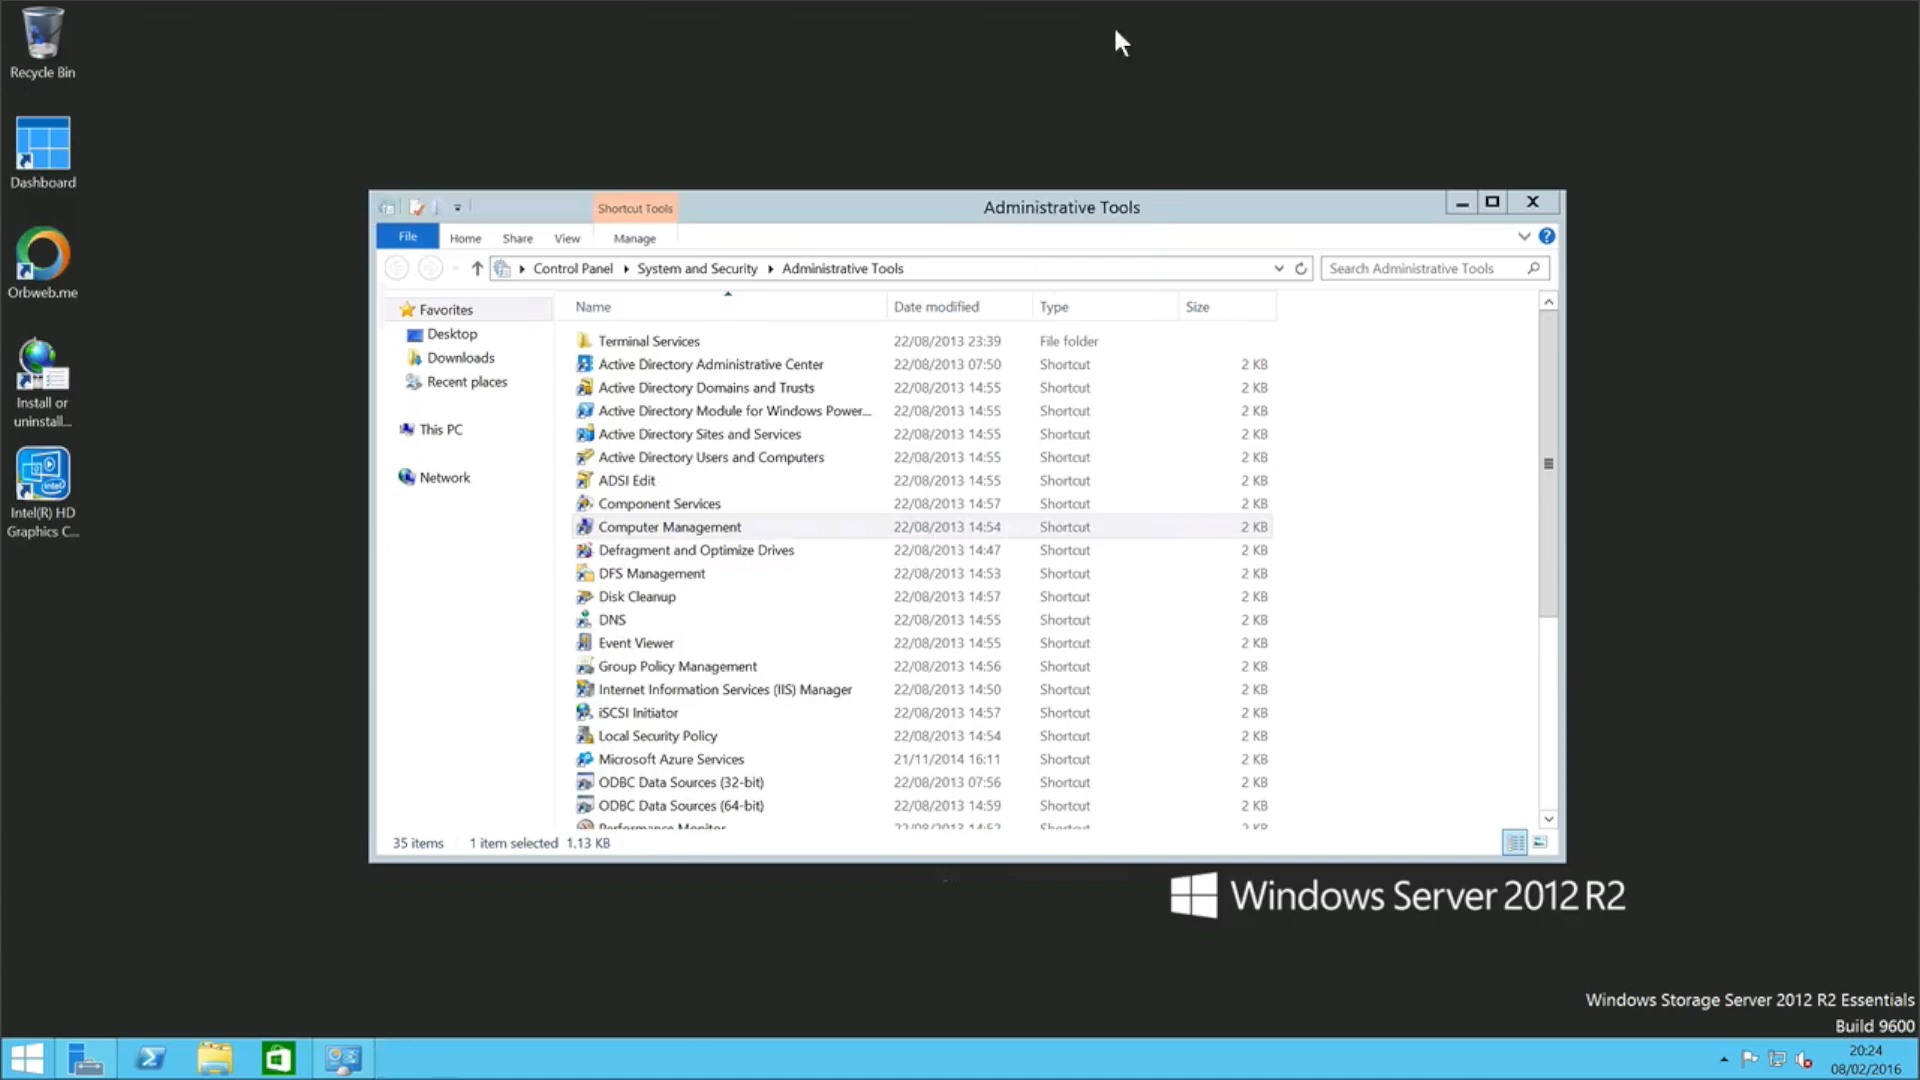 Recycle Bin
Dashboard
Orbweb.me
Install or
uninstall...
Intel(R) HD
Graphics C...
Shortcut Tools
Administrative Tools
File Home Share View Manage
Control Panel System and Security Administrative Tools Search Administrative Tools
Favorites
Desktop
Downloads
Recent places
This PC
Network
Name Date modified Type Size
Terminal Services 22/08/2013 23:39 File folder
Active Directory Administrative Center 22/08/2013 07:50 Shortcut 2 KB
Active Directory Domains and Trusts 22/08/2013 14:55 Shortcut 2 KB
Active Directory Module for Windows Power... 22/08/2013 14:55 Shortcut 2 KB
Active Directory Sites and Services 22/08/2013 14:55 Shortcut 2 KB
Active Directory Users and Computers 22/08/2013 14:55 Shortcut 2 KB
ADSI Edit 22/08/2013 14:55 Shortcut 2 KB
Component Services 22/08/2013 14:57 Shortcut 2 KB
Computer Management 22/08/2013 14:54 Shortcut 2 KB
Defragment and Optimize Drives 22/08/2013 14:47 Shortcut 2 KB
DFS Management 22/08/2013 14:53 Shortcut 2 KB
Disk Cleanup 22/08/2013 14:57 Shortcut 2 KB
DNS 22/08/2013 14:55 Shortcut 2 KB
Event Viewer 22/08/2013 14:55 Shortcut 2 KB
Group Policy Management 22/08/2013 14:56 Shortcut 2 KB
Internet Information Services (IIS) Manager 22/08/2013 14:50 Shortcut 2 KB
iSCSI Initiator 22/08/2013 14:57 Shortcut 2 KB
Local Security Policy 22/08/2013 14:54 Shortcut 2 KB
Microsoft Azure Services 21/11/2014 16:11 Shortcut 2 KB
ODBC Data Sources (32-bit) 22/08/2013 07:56 Shortcut 2 KB
ODBC Data Sources (64-bit) 22/08/2013 14:59 Shortcut 2 KB
Performance Monitor 22/08/2013 14:52 Shortcut 2 KB
35 items 1 item selected 1.13 KB
Windows Server 2012 R2
Windows Storage Server 2012 R2 Essentials
Build 9600
20:24
08/02/2016